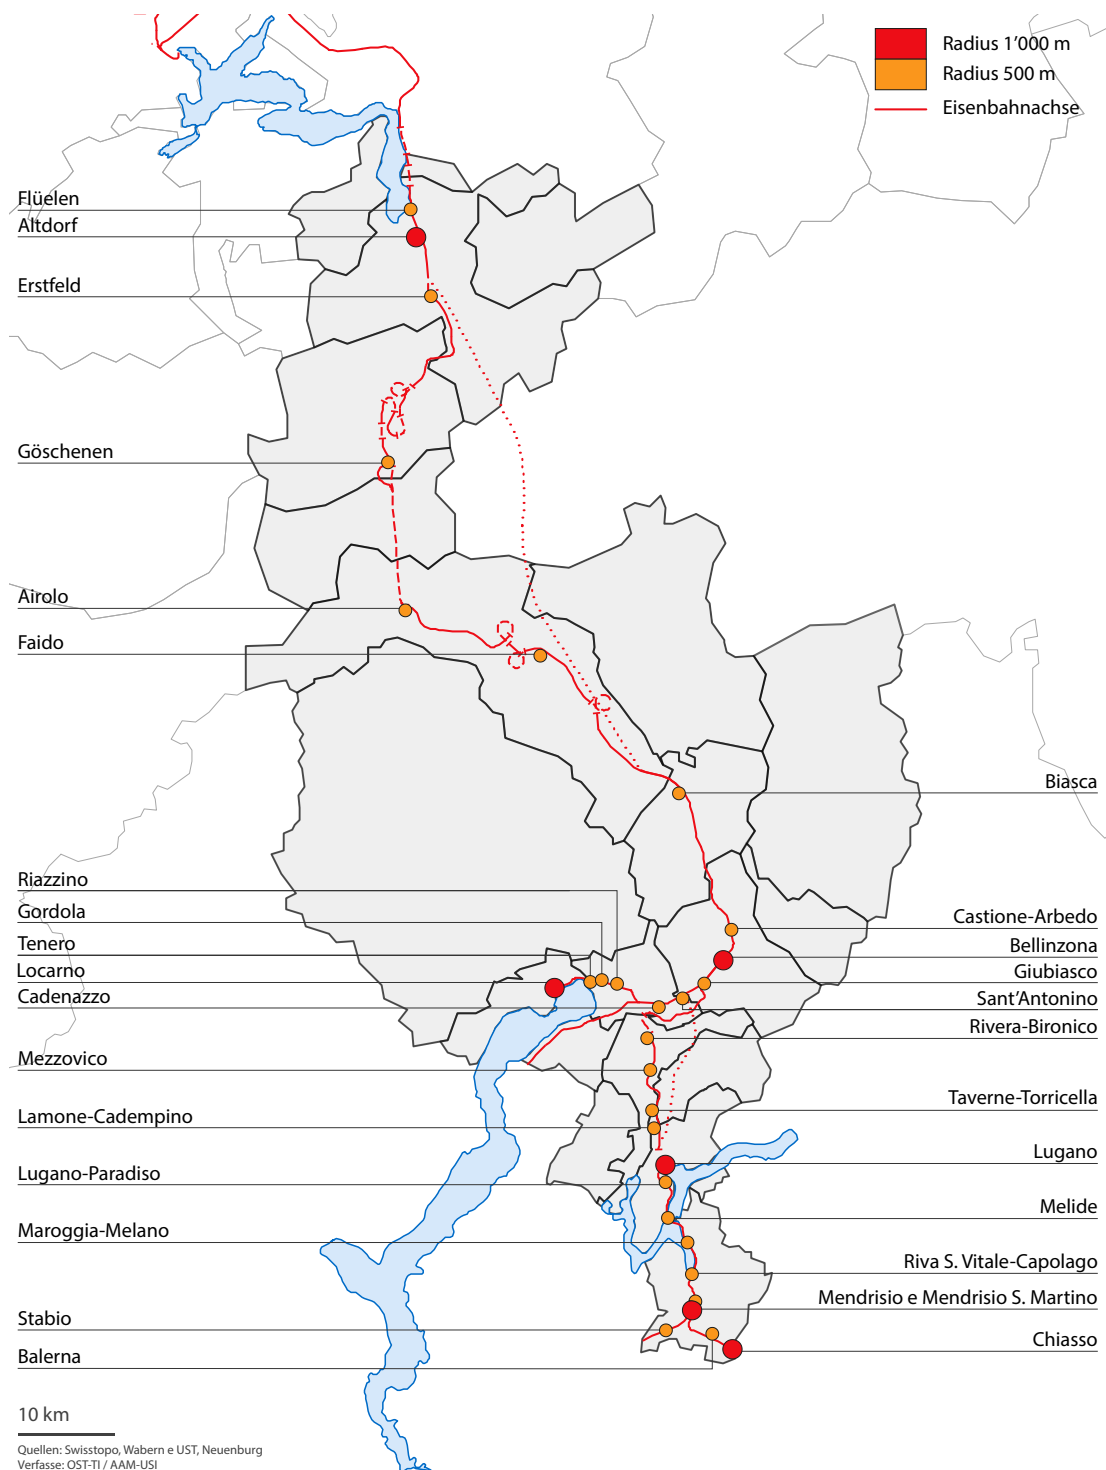 Radius 1’000 m
Radius 500 m
Eisenbahnachse
Flüelen
Altdorf
Erstfeld
Göschenen
Airolo
Faido
Biasca
Riazzino
Gordola
Tenero
Locarno
Cadenazzo
Castione-Arbedo
Bellinzona
Giubiasco
Sant’Antonino
Rivera-Bironico
Mezzovico
Taverne-Torricella
Lamone-Cadempino
Lugano
Lugano-Paradiso
Melide
Maroggia-Melano
Riva S. Vitale-Capolago
Mendrisio e Mendrisio S. Martino
Stabio
Chiasso
Balerna
10 km
Quellen: Swisstopo, Wabern e UST, Neuenburg
Verfasse: OST-TI / AAM-USI